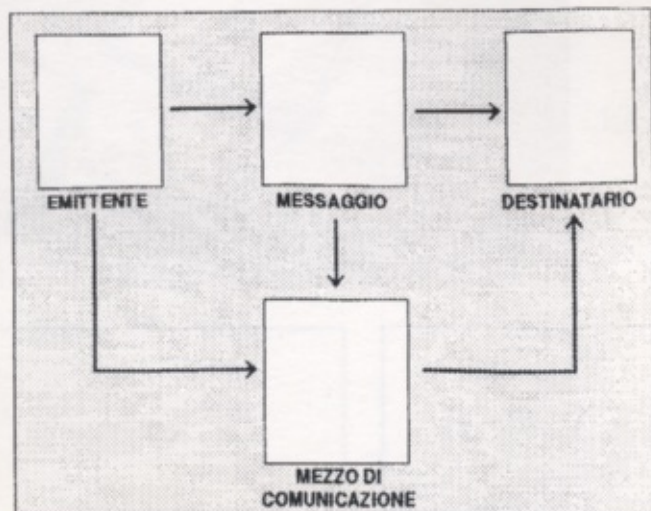 EMITTENTE
MESSAGGIO
DESTINATARIO
MEZZO DI
COMUNICAZIONE